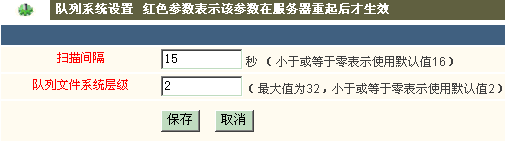 队列系统设置 红色参数表示该参数在服务器重起后才生效
扫描间隔 15 秒 （小于或等于零表示使用默认值16）
队列文件系统层级 2 （最大值为32，小于或等于零表示使用默认值2）
保存 取消